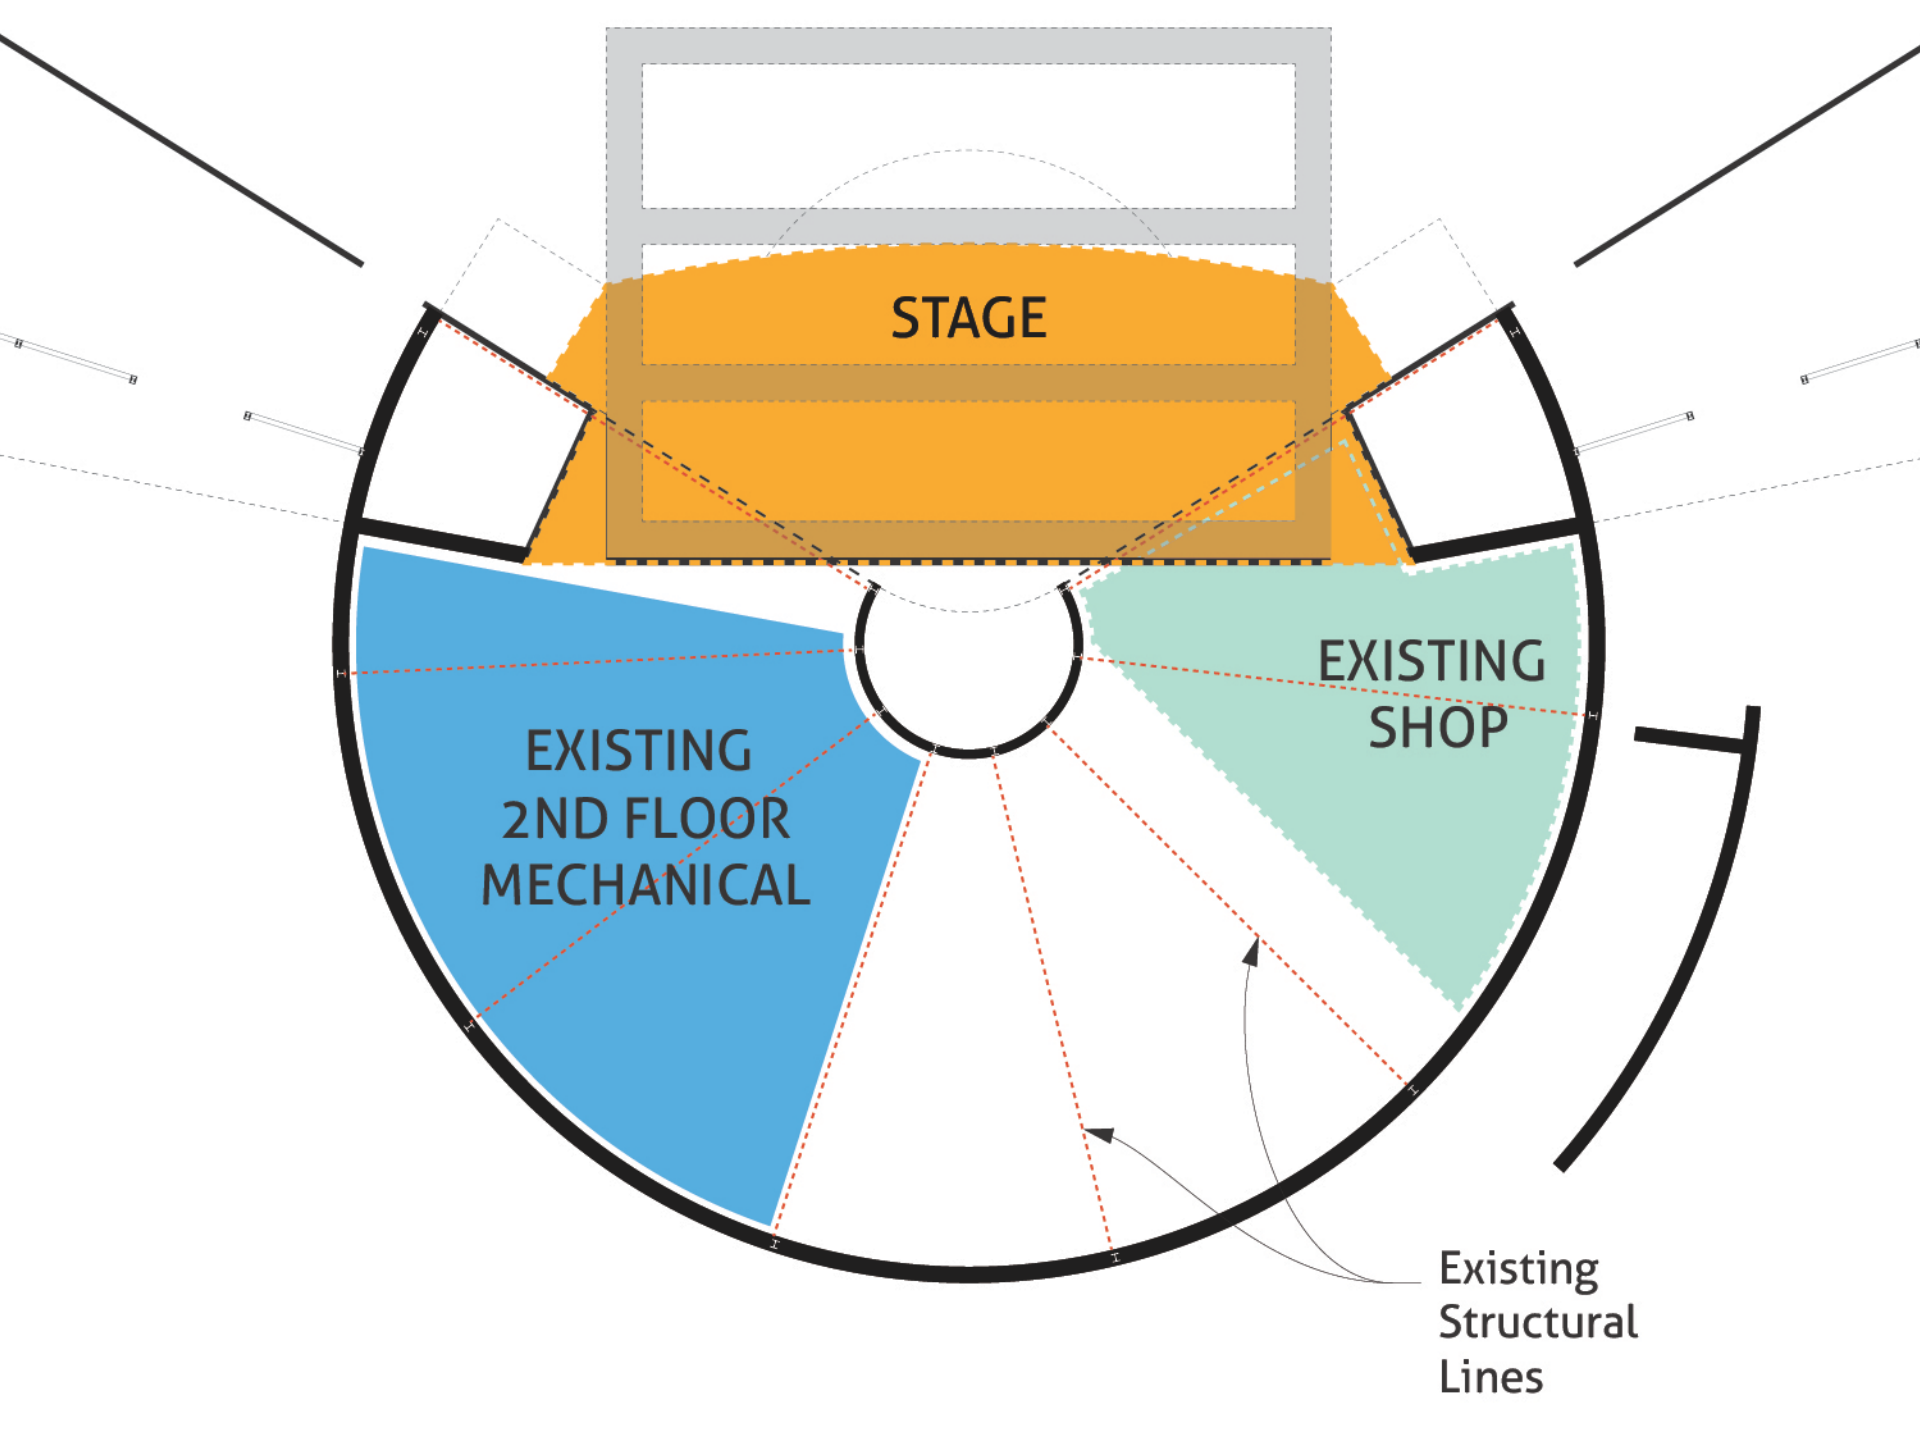 STAGE
EXISTING
SHOP
EXISTING
2ND FLOOR
MECHANICAL
Existing
Structural
Lines